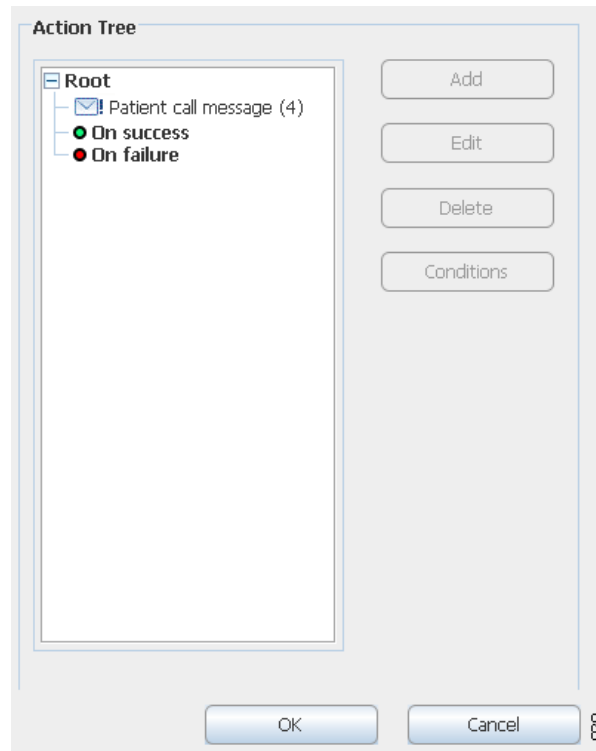 Action Tree
Root
Patient call message (4)
On success
On failure
Add
Edit
Delete
Conditions
OK
Cancel